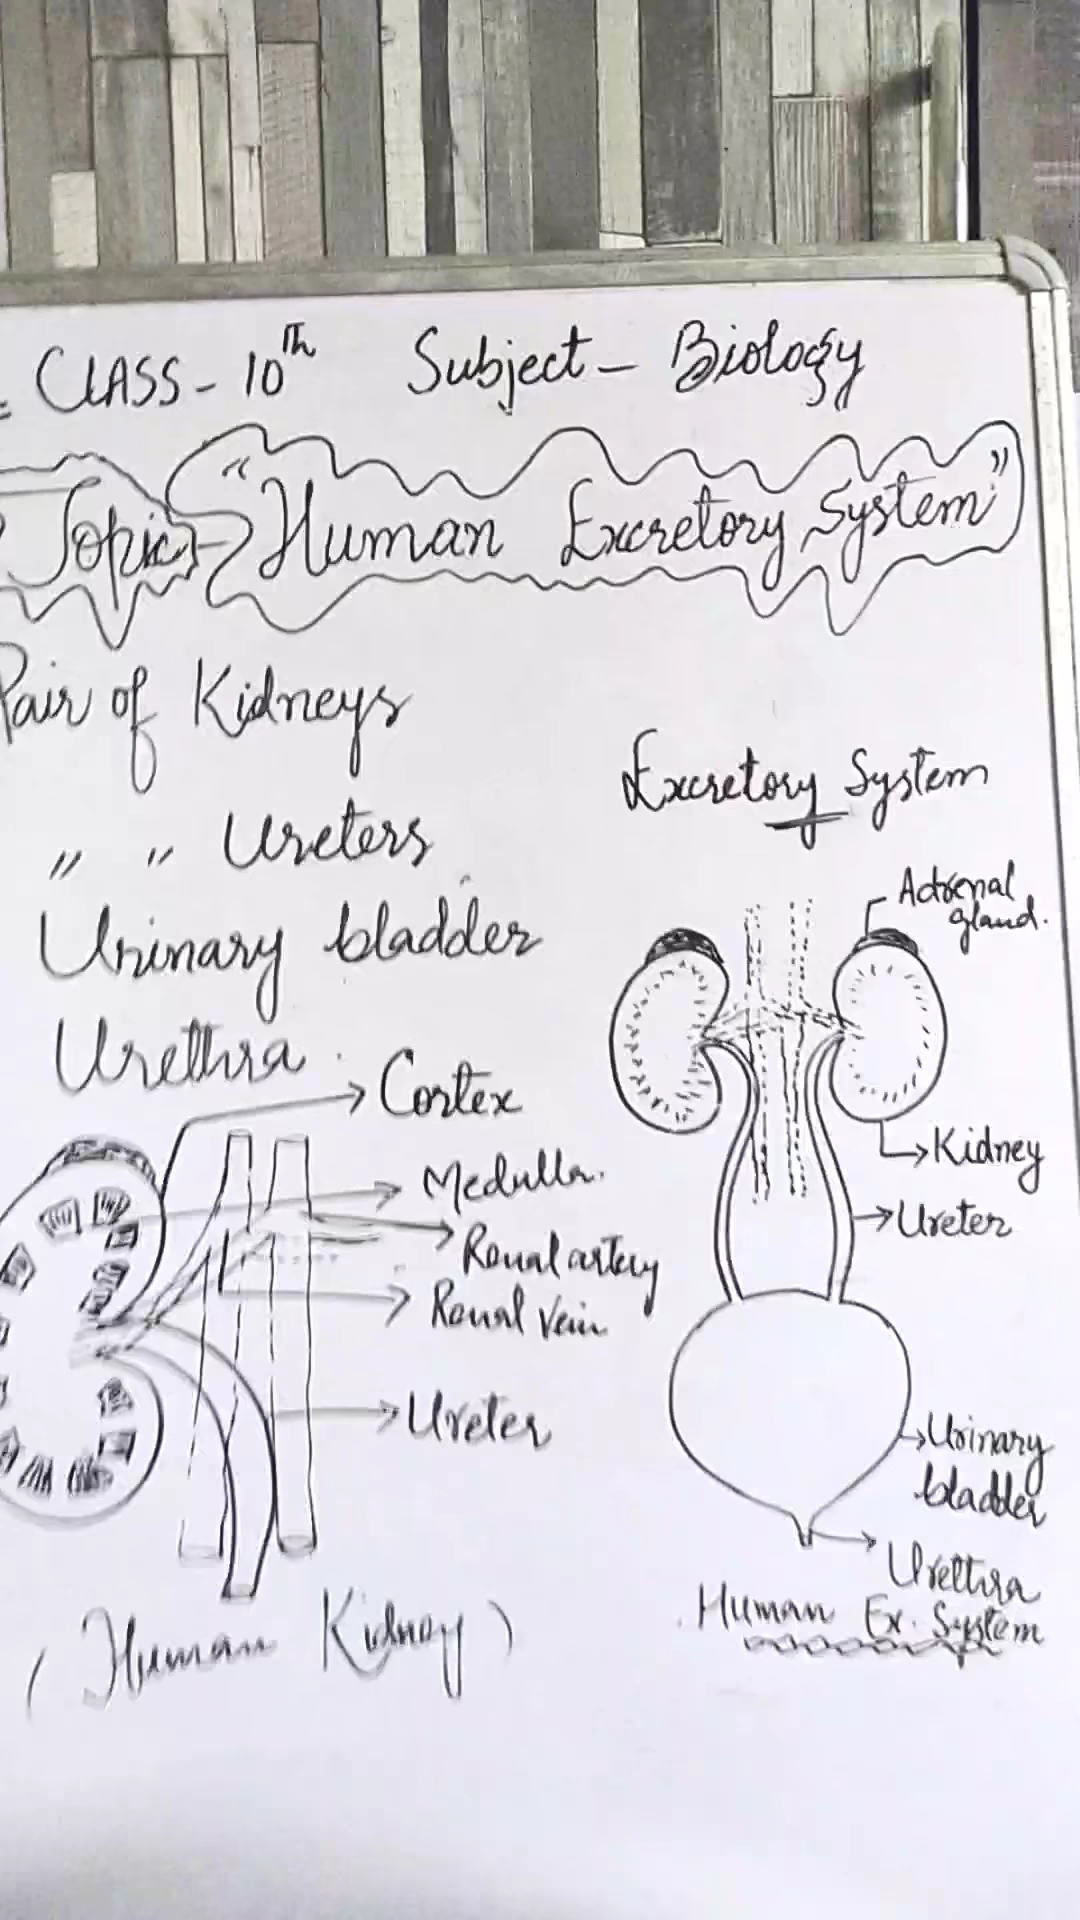 CLASS - 10th Subject - Biology
Topic → "Human Excretory System"
Pair of Kidneys
" " Ureters
Urinary bladder
Urethra
Excretory System
Adrenal
gland.
Kidney
Ureter
Urinary
bladder
Urethra
Human Ex. System
Cortex
Medulla.
Renal artery
Renal Vein
Ureter
(Human Kidney)